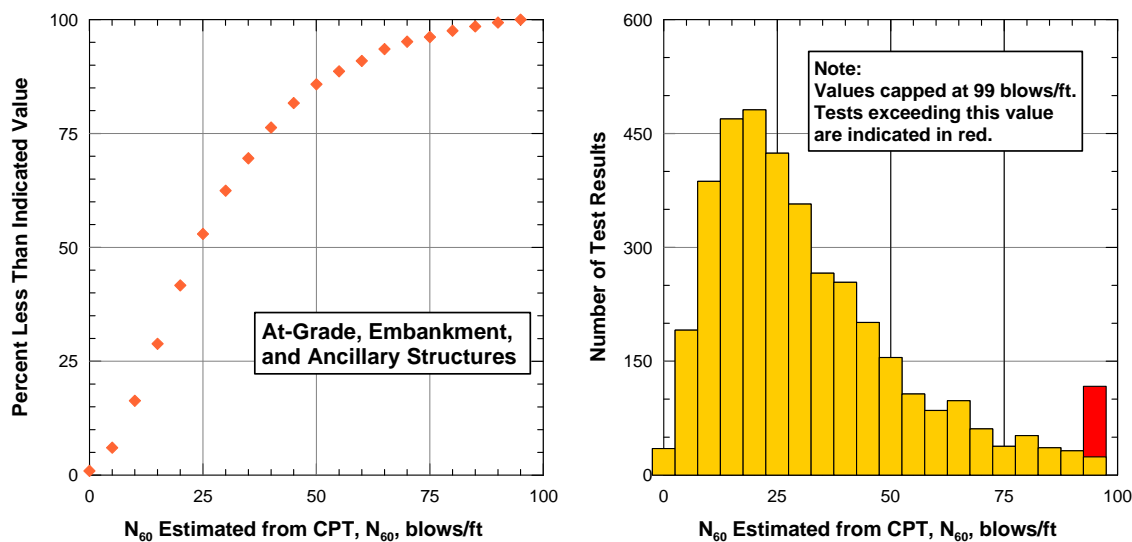 Percent Less Than Indicated Value
100
75
50
25
0
At-Grade, Embankment,
and Ancillary Structures
0 25 50 75 100
N60 Estimated from CPT, N60, blows/ft
Number of Test Results
600
450
300
150
0
Note:
Values capped at 99 blows/ft.
Tests exceeding this value
are indicated in red.
0 25 50 75 100
N60 Estimated from CPT, N60, blows/ft